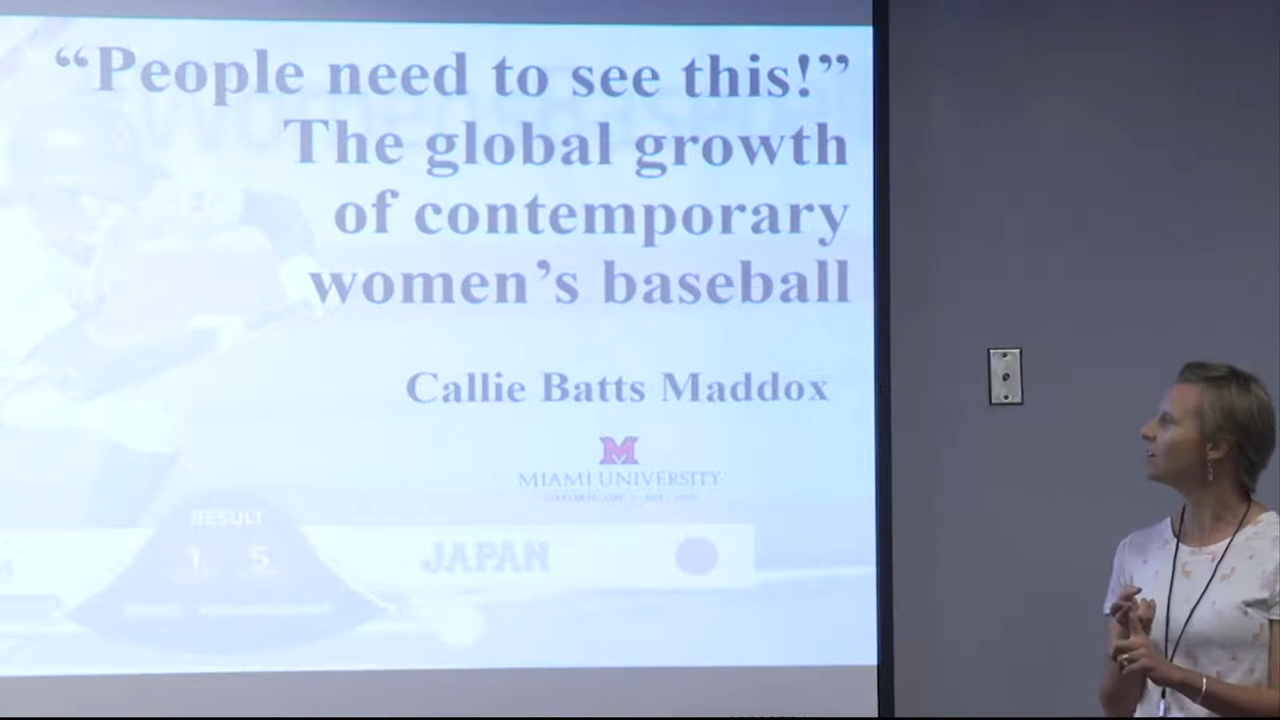 “People need to see this!”
The global growth
of contemporary
women’s baseball
Callie Batts Maddox
M
MIAMI UNIVERSITY
RESULT
1 5
JAPAN